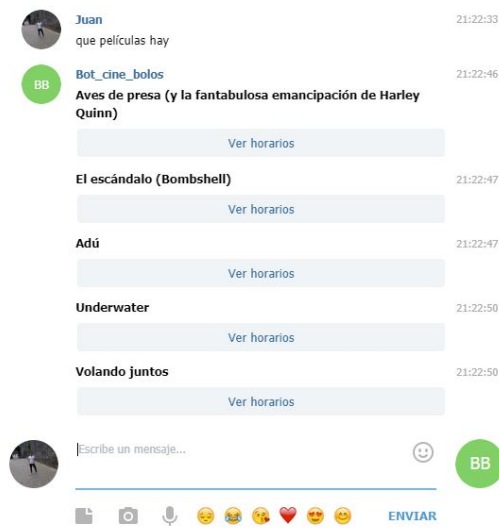 Juan 21:22:33
que películas hay
BB Bot_cine_bolos 21:22:46
Aves de presa (y la fantabulosa emancipación de Harley
Quinn)
Ver horarios
El escándalo (Bombshell) 21:22:47
Ver horarios
Adú 21:22:47
Ver horarios
Underwater 21:22:50
Ver horarios
Volando juntos 21:22:50
Ver horarios
Escribe un mensaje...
BB
ENVIAR